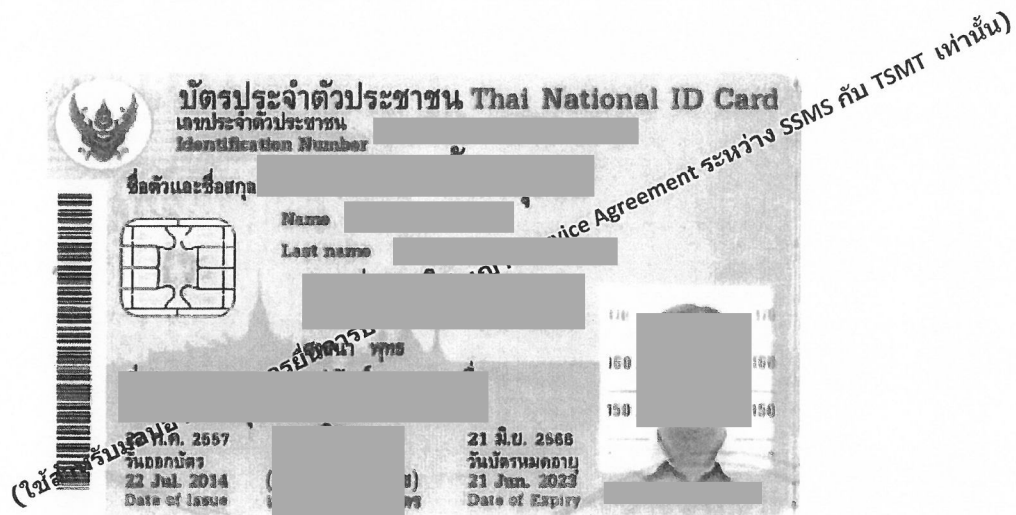 บัตรประจำตัวประชาชน Thai National ID Card
เลขประจำตัวประชาชน
Identification Number
ชื่อตัวและชื่อสกุล
Name
Last name
ศาสนา พุทธ
ก.ค. 2557
วันออกบัตร
22 Jul. 2014
Date of Issue
21 มิ.ย. 2566
วันบัตรหมดอายุ
21 Jun. 2023
Date of Expiry
160 160
150 150
(ใช้สำหรับ
Agreement ระหว่าง SSMS กับ TSMT เท่านั้น)